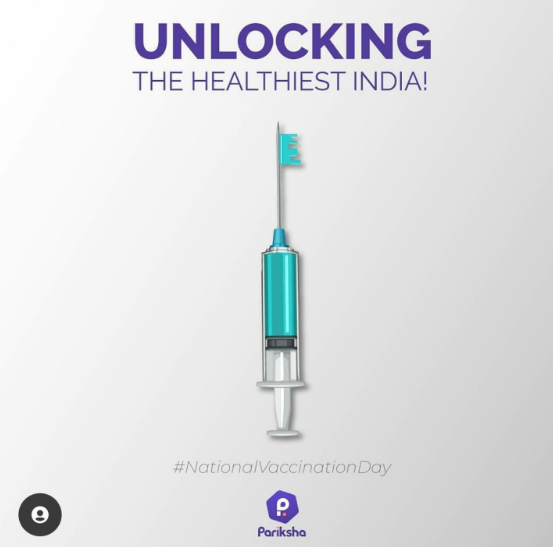 UNLOCKING
THE HEALTHIEST INDIA!
#NationalVaccinationDay
Pariksha